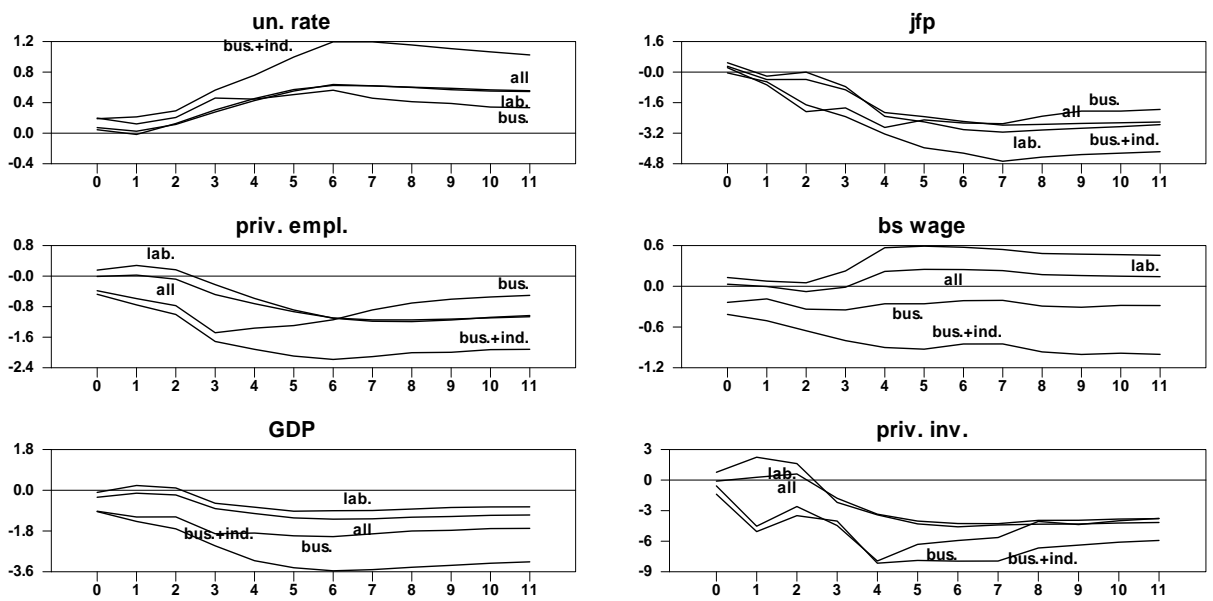 un. rate
1.2
0.8
0.4
0.0
-0.4
bus.+ind.
all
lab.
bus.
0 1 2 3 4 5 6 7 8 9 10 11
jfp
1.6
-0.0
-1.6
-3.2
-4.8
bus.
all
lab.
bus.+ind.
0 1 2 3 4 5 6 7 8 9 10 11
priv. empl.
0.8
-0.0
-0.8
-1.6
-2.4
lab.
all
bus.
bus.+ind.
0 1 2 3 4 5 6 7 8 9 10 11
bs wage
0.6
0.0
-0.6
-1.2
lab.
all
bus.
bus.+ind.
0 1 2 3 4 5 6 7 8 9 10 11
GDP
1.8
0.0
-1.8
-3.6
lab.
all
bus.+ind.
bus.
0 1 2 3 4 5 6 7 8 9 10 11
priv. inv.
3
0
-3
-6
-9
lab.
all
bus.
bus.+ind.
0 1 2 3 4 5 6 7 8 9 10 11